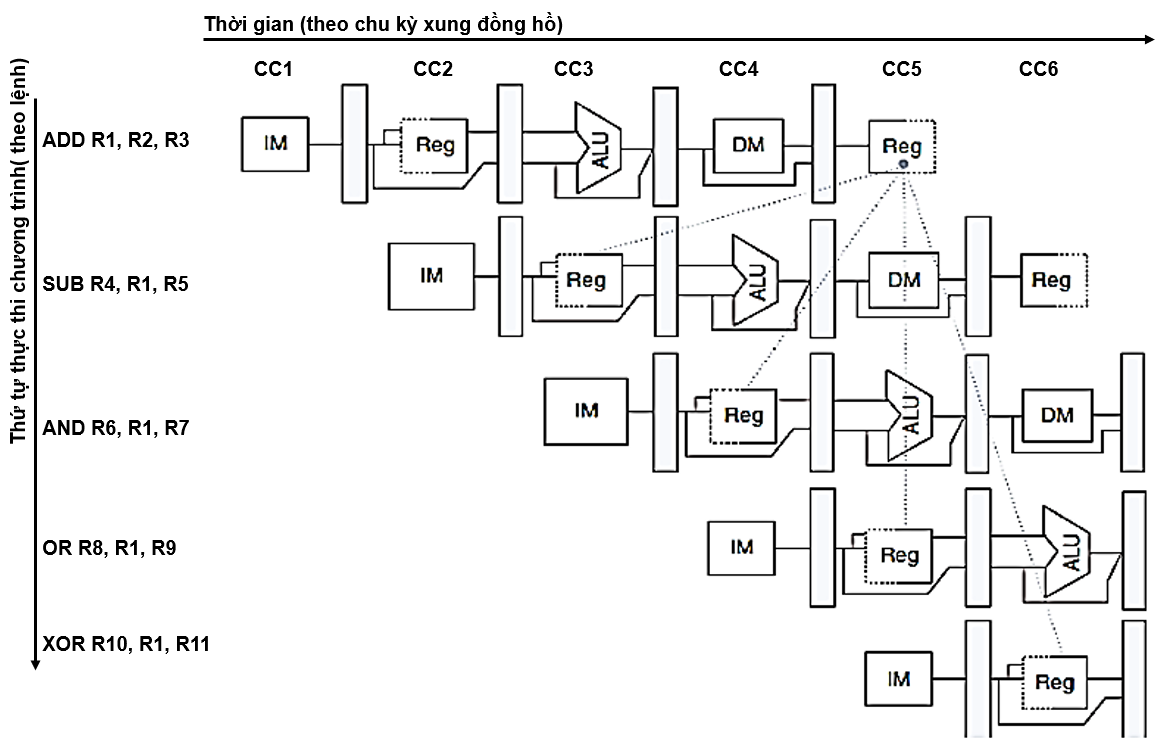 Thời gian (theo chu kỳ xung đồng hồ)
CC1 CC2 CC3 CC4 CC5 CC6
Thứ tự thực thi chương trình( theo lệnh)
ADD R1, R2, R3
IM Reg ALU DM Reg
SUB R4, R1, R5
IM Reg ALU DM Reg
AND R6, R1, R7
IM Reg ALU DM
OR R8, R1, R9
IM Reg ALU
XOR R10, R1, R11
IM Reg